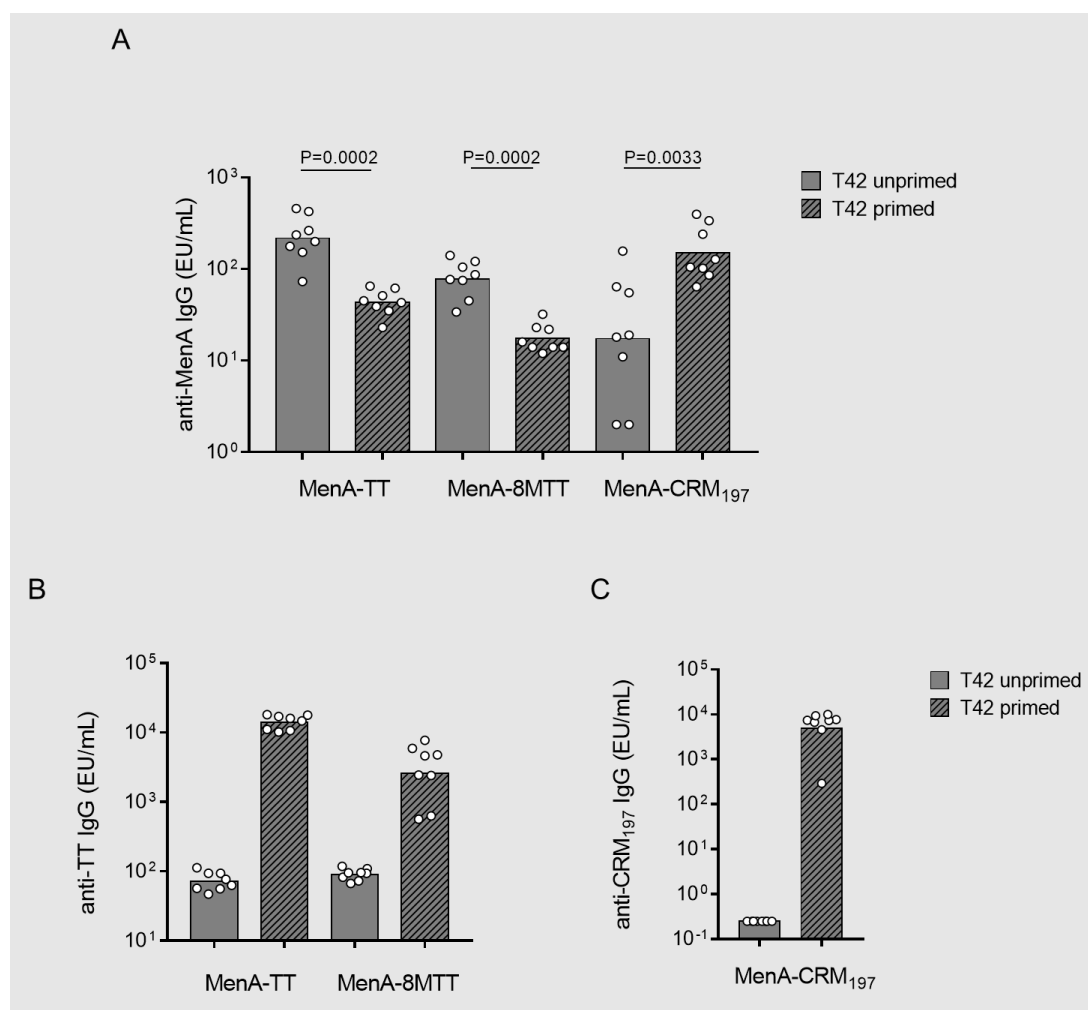 A
P=0.0002 P=0.0002 P=0.0033
T42 unprimed
T42 primed
anti-MenA IgG (EU/mL)
10³
10²
10¹
10⁰
MenA-TT MenA-8MTT MenA-CRM₁₉₇
B
anti-TT IgG (EU/mL)
10⁵
10⁴
10³
10²
10¹
MenA-TT MenA-8MTT
C
anti-CRM₁₉₇ IgG (EU/mL)
10⁵
10⁴
10³
10²
10¹
10⁰
10⁻¹
MenA-CRM₁₉₇
T42 unprimed
T42 primed